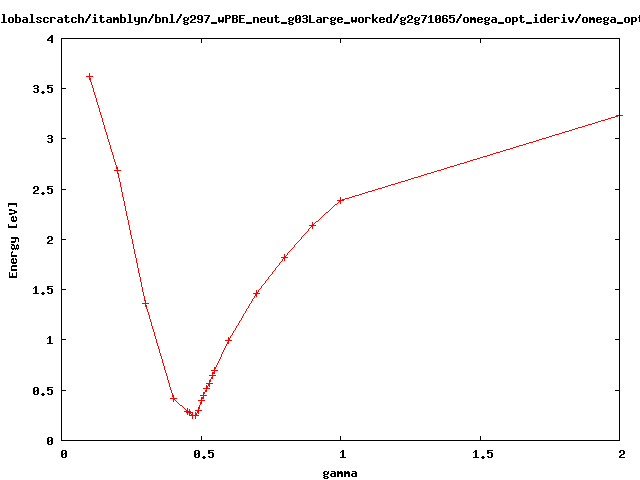 lobalscratch/itamblyn/bnl/g297_wPBE_neut_g03Large_worked/g2g71065/omega_opt_ideriv/omega_opt
4
3.5
3
2.5
2
1.5
1
0.5
0
Energy [eV]
0 0.5 1 1.5 2
gamma